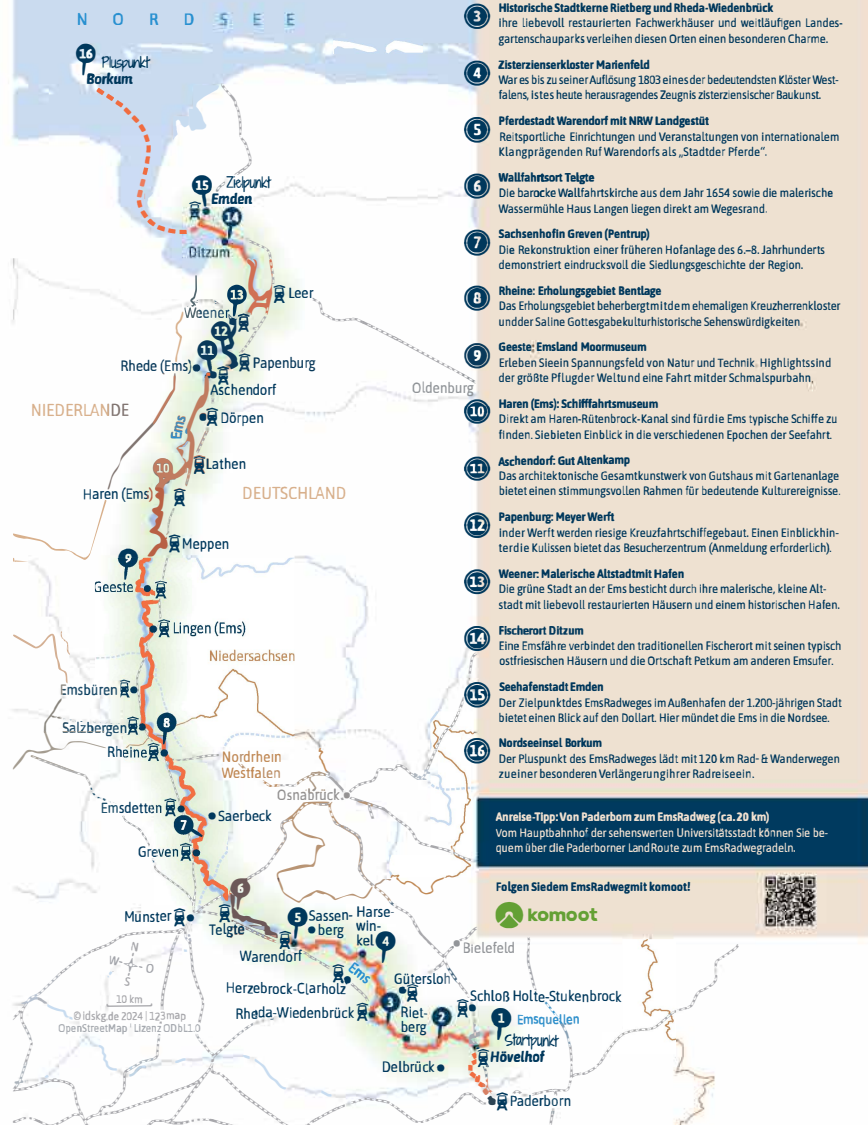 NORDSEE
16
Pluspunkt
Borkum
15
Zielpunkt
Emden
14
Ditzum
13
Leer
Weener
12
11
Rhede (Ems)
Papenburg
Aschendorf
Oldenburg
NIEDERLANDE
Dörpen
Ems
10
Lathen
Haren (Ems)
DEUTSCHLAND
Meppen
9
Geeste
Lingen (Ems)
Niedersachsen
Emsbüren
Salzbergen
8
Rheine
Nordrhein
Westfalen
Osnabrück
Emsdetten
Saerbeck
7
Greven
6
Münster
Telgte
5
Sassen-
berg
Harse-
win-
kel
4
Warendorf
Bielefeld
N
W O
S
Ems
Herzebrock-Clarholz
Gütersloh
10 km
Schloß Holte-Stukenbrock
©idskg.de 2024 | 123map
OpenStreetMap | Lizenz ODbL1.0
Rheda-Wiedenbrück
3
Riet-
berg
2
1
Emsquellen
Startpunkt
Hövelhof
Delbrück
Paderborn
3
Historische Stadtkerne Rietberg und Rheda-Wiedenbrück
Ihre liebevoll restaurierten Fachwerkhäuser und weitläufigen Landes-
gartenschauparks verleihen diesen Orten einen besonderen Charme.
4
Zisterzienserkloster Marienfeld
War es bis zu seiner Auflösung 1803 eines der bedeutendsten Klöster West-
falens, ist es heute herausragendes Zeugnis zisterziensischer Baukunst.
5
Pferdestadt Warendorf mit NRW Landgestüt
Reitsportliche Einrichtungen und Veranstaltungen von internationalem
Klangprägenden Ruf Warendorfs als „Stadtder Pferde“.
6
Wallfahrtsort Telgte
Die barocke Wallfahrtskirche aus dem Jahr 1654 sowie die malerische
Wassermühle Haus Langen liegen direkt am Wegesrand.
7
Sachsenhofin Greven (Pentrup)
Die Rekonstruktion einer früheren Hofanlage des 6.–8. Jahrhunderts
demonstriert eindrucksvoll die Siedlungsgeschichte der Region.
8
Rheine: Erholungsgebiet Bentlage
Das Erholungsgebiet beherbergtmitdem ehemaligen Kreuzherrenkloster
undder Saline Gottesgabekulturhistorische Sehenswürdigkeiten.
9
Geeste: Emsland Moormuseum
Erleben Sieein Spannungsfeld von Natur und Technik. Highlightssind
der größte Pflugder Weltund eine Fahrt mitder Schmalspurbahn.
10
Haren (Ems): Schifffahrtsmuseum
Direkt am Haren-Rütenbrock-Kanal sind fürdie Ems typische Schiffe zu
finden. Siebieten Einblick in die verschiedenen Epochen der Seefahrt.
11
Aschendorf: Gut Altenkamp
Das architektonische Gesamtkunstwerk von Gutshaus mit Gartenanlage
bietet einen stimmungsvollen Rahmen für bedeutende Kulturereignisse.
12
Papenburg: Meyer Werft
Inder Werft werden riesige Kreuzfahrtschiffegebaut. Einen Einblickhin-
terdie Kulissen bietet das Besucherzentrum (Anmeldung erforderlich).
13
Weener: Malerische Altstadtmit Hafen
Die grüne Stadt an der Ems besticht durch ihre malerische, kleine Alt-
stadt mit liebevoll restaurierten Häusern und einem historischen Hafen.
14
Fischerort Ditzum
Eine Emsfähre verbindet den traditionellen Fischerort mit seinen typisch
ostfriesischen Häusern und die Ortschaft Petkum am anderen Emsufer.
15
Seehafenstadt Emden
Der Zielpunktdes EmsRadweges im Außenhafen der 1.200-jährigen Stadt
bietet einen Blick auf den Dollart. Hier mündet die Ems in die Nordsee.
16
Nordseeinsel Borkum
Der Pluspunkt des EmsRadweges lädt mit 120 km Rad- & Wanderwegen
zueiner besonderen Verlängerungihrer Radreiseein.
Anreise-Tipp: Von Paderborn zum EmsRadweg (ca. 20 km)
Vom Hauptbahnhof der sehenswerten Universitätsstadt können Sie be-
quem über die Paderborner LandRoute zum EmsRadwegradeln.
Folgen Siedem EmsRadwegmit komoot!
komoot